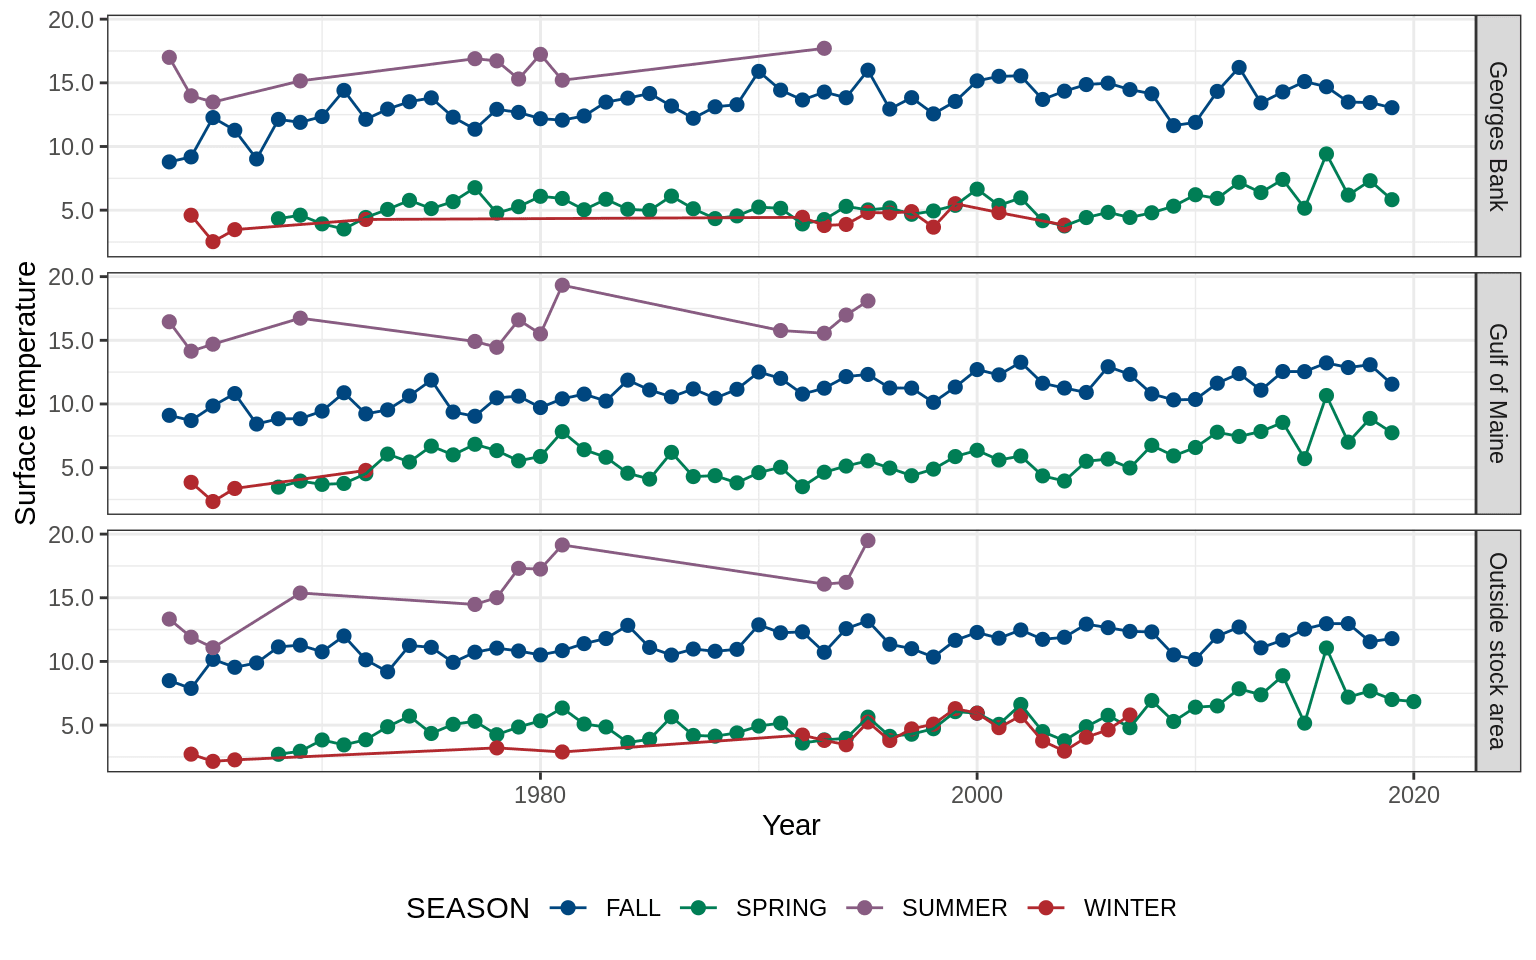 20.0
15.0
10.0
5.0
Georges Bank
20.0
15.0
10.0
5.0
Gulf of Maine
20.0
15.0
10.0
5.0
Outside stock area
Surface temperature
1980 2000 2020
Year
SEASON FALL SPRING SUMMER WINTER